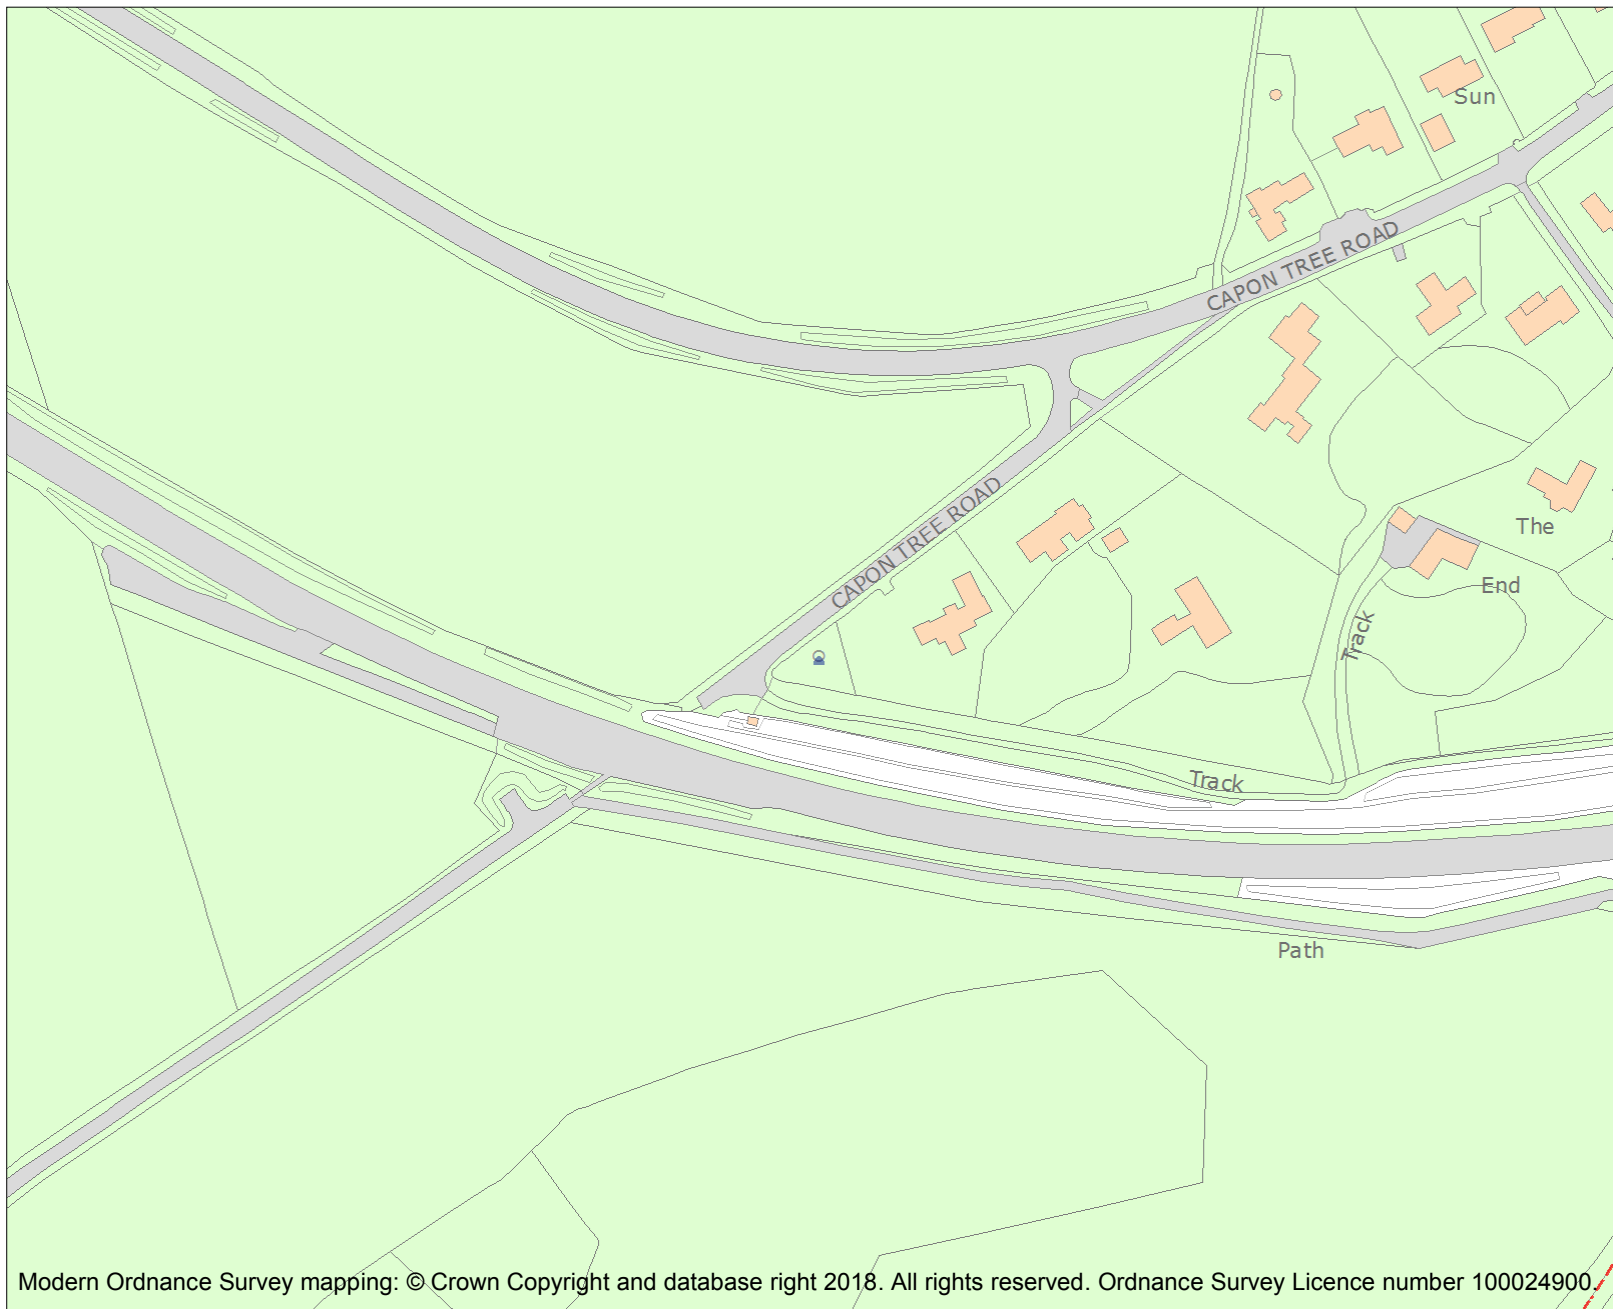 Sun
CAPON TREE ROAD
CAPON TREE ROAD
The
End
Track
Track
Path
Modern Ordnance Survey mapping: © Crown Copyright and database right 2018. All rights reserved. Ordnance Survey Licence number 100024900.